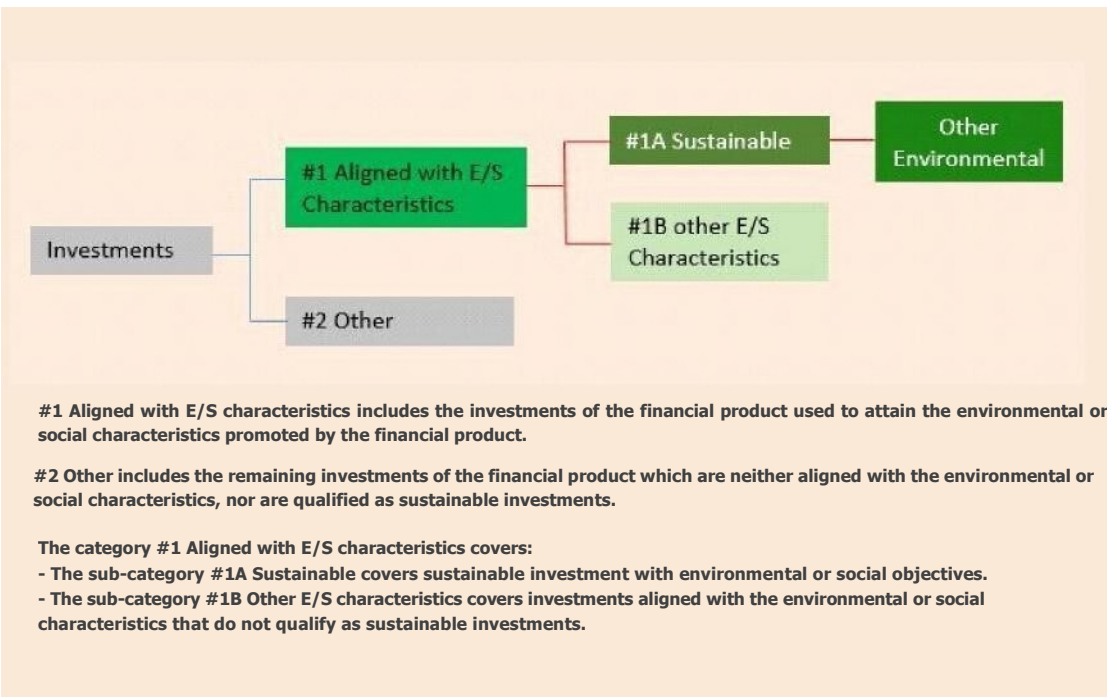 Other
Environmental
#1A Sustainable
#1 Aligned with E/S
Characteristics
#1B other E/S
Characteristics
Investments
#2 Other
#1 Aligned with E/S characteristics includes the investments of the financial product used to attain the environmental or
social characteristics promoted by the financial product.
#2 Other includes the remaining investments of the financial product which are neither aligned with the environmental or
social characteristics, nor are qualified as sustainable investments.
The category #1 Aligned with E/S characteristics covers:
- The sub-category #1A Sustainable covers sustainable investment with environmental or social objectives.
- The sub-category #1B Other E/S characteristics covers investments aligned with the environmental or social
characteristics that do not qualify as sustainable investments.